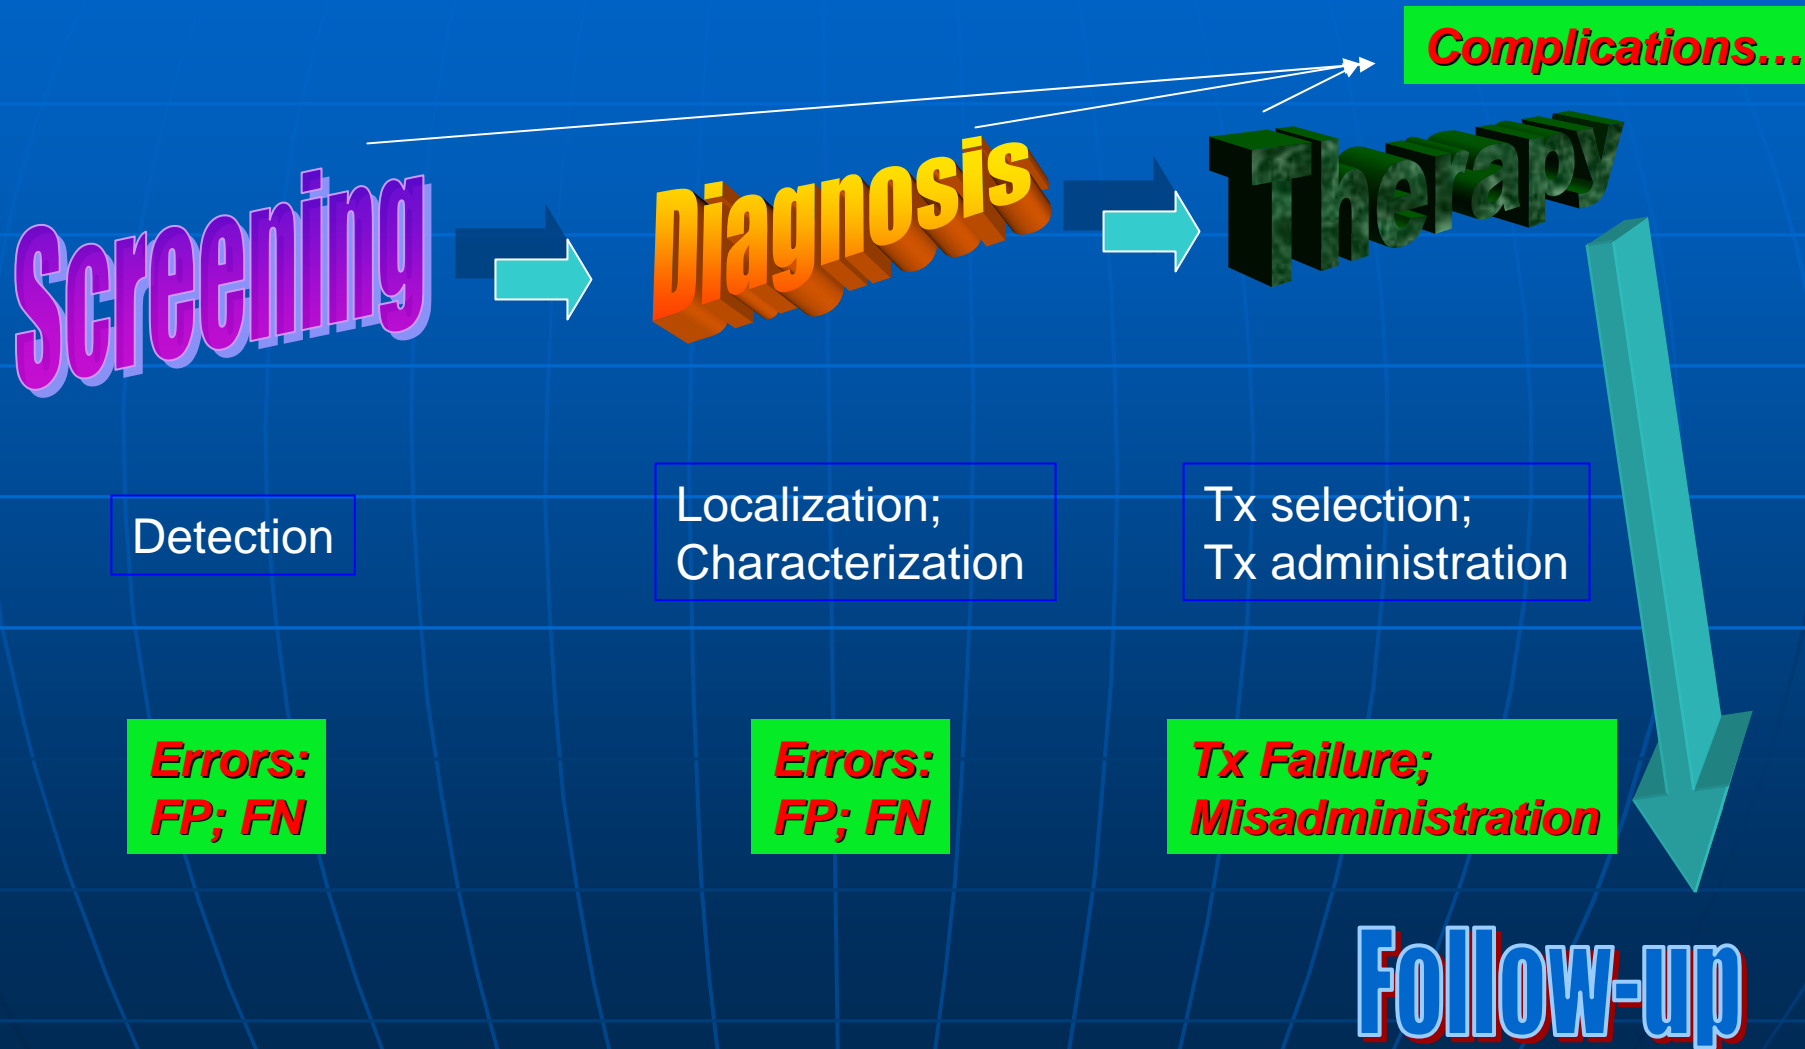 Complications...
Screening
Diagnosis
Therapy
Detection
Localization;
Characterization
Tx selection;
Tx administration
Errors:
FP; FN
Errors:
FP; FN
Tx Failure;
Misadministration
Follow-up